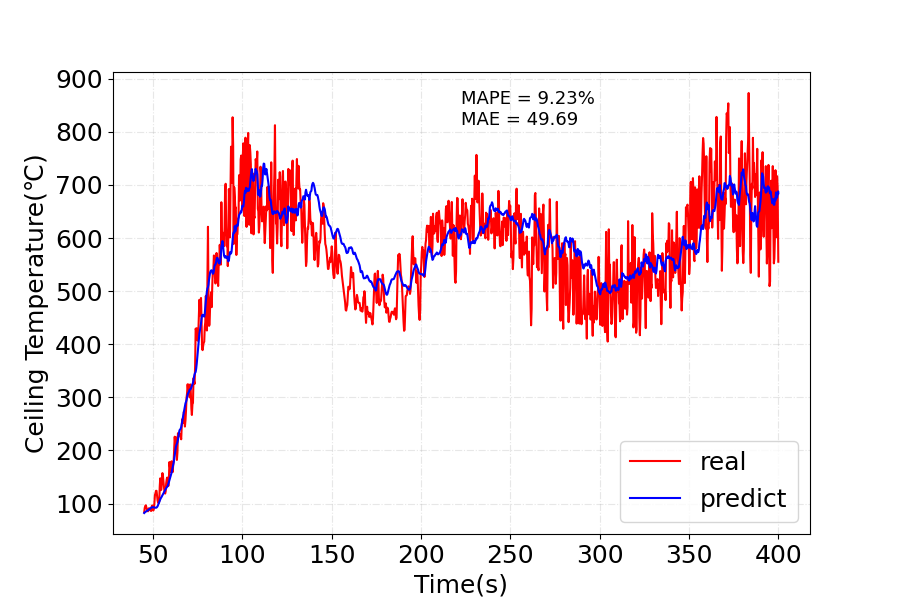 MAPE = 9.23%
MAE = 49.69
900
800
700
600
500
400
300
200
100
Ceiling Temperature(℃)
real
predict
50 100 150 200 250 300 350 400
Time(s)